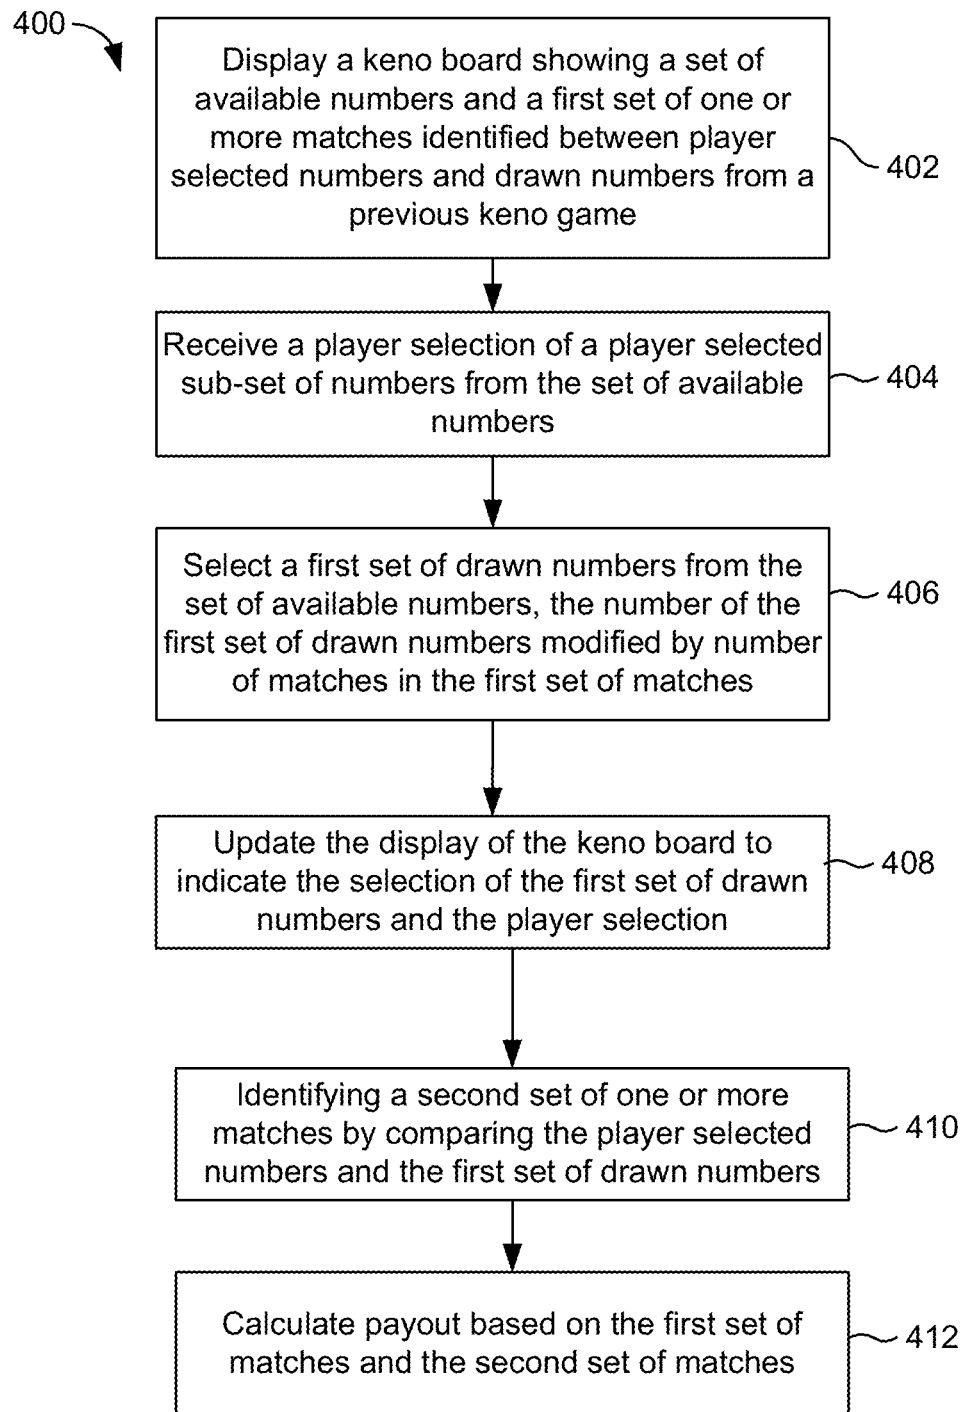 400
Display a keno board showing a set of
available numbers and a first set of one or
more matches identified between player
selected numbers and drawn numbers from a
previous keno game
402
Receive a player selection of a player selected
sub-set of numbers from the set of available
numbers
404
Select a first set of drawn numbers from the
set of available numbers, the number of the
first set of drawn numbers modified by number
of matches in the first set of matches
406
Update the display of the keno board to
indicate the selection of the first set of drawn
numbers and the player selection
408
Identifying a second set of one or more
matches by comparing the player selected
numbers and the first set of drawn numbers
410
Calculate payout based on the first set of
matches and the second set of matches
412